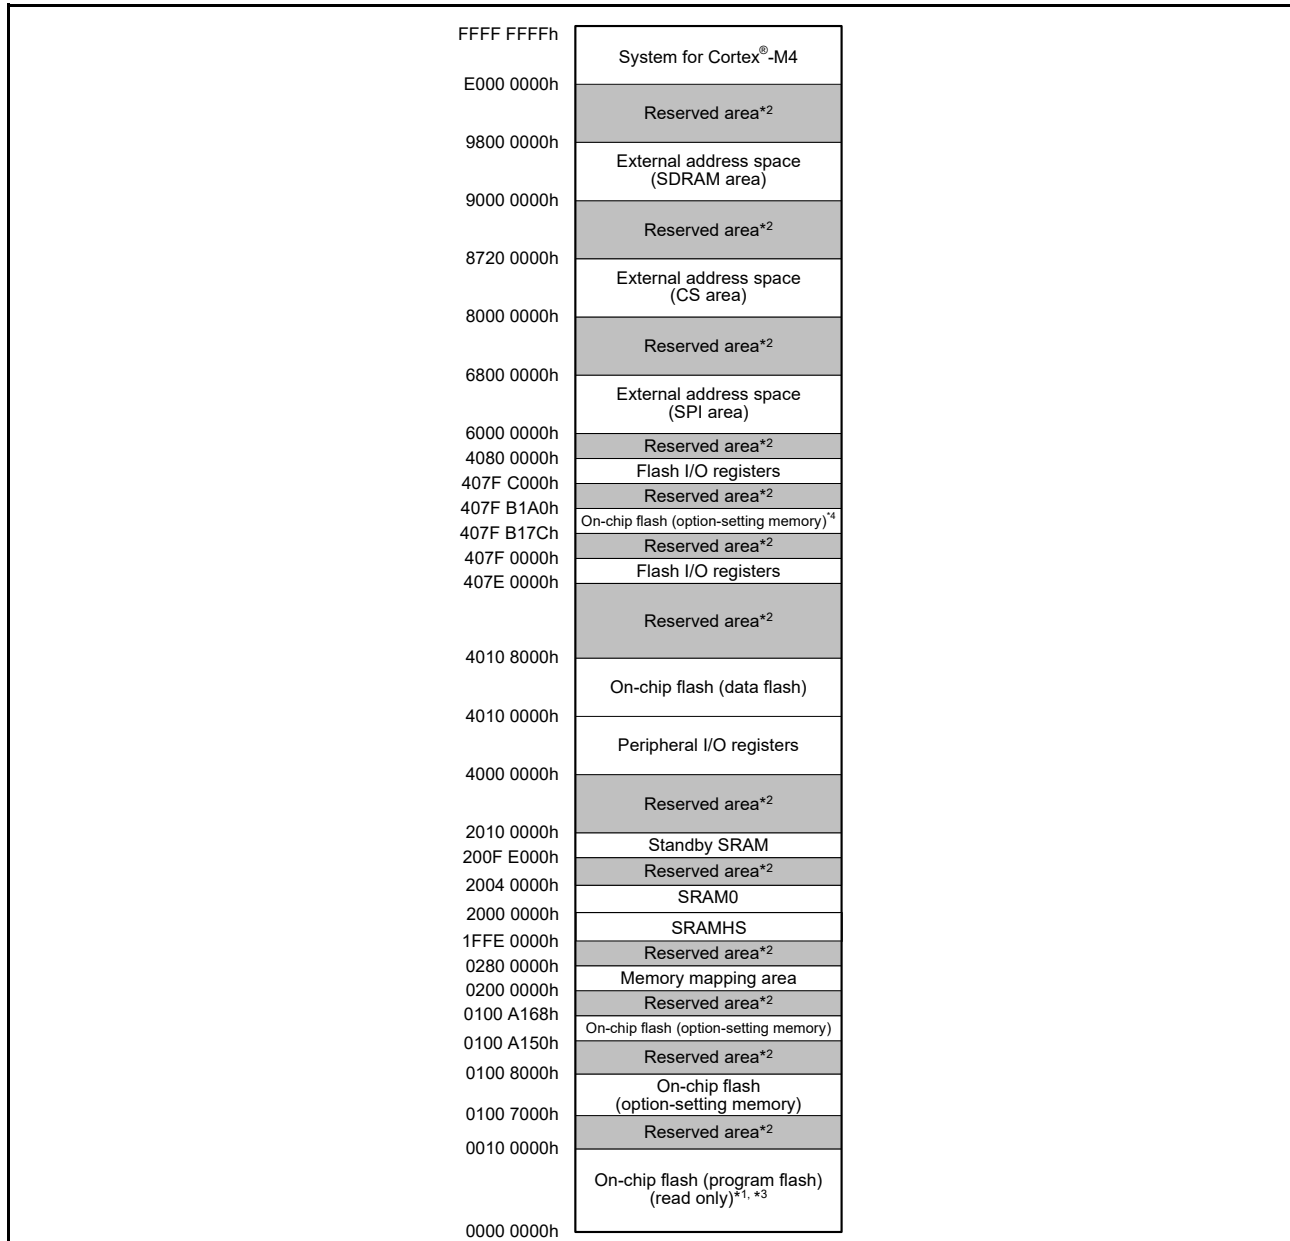 FFFF FFFFh
System for Cortex®-M4
E000 0000h
Reserved area*2
9800 0000h
External address space
(SDRAM area)
9000 0000h
Reserved area*2
8720 0000h
External address space
(CS area)
8000 0000h
Reserved area*2
6800 0000h
External address space
(SPI area)
6000 0000h
Reserved area*2
4080 0000h
Flash I/O registers
407F C000h
Reserved area*2
407F B1A0h
On-chip flash (option-setting memory)*4
407F B17Ch
Reserved area*2
407F 0000h
Flash I/O registers
407E 0000h
Reserved area*2
4010 8000h
On-chip flash (data flash)
4010 0000h
Peripheral I/O registers
4000 0000h
Reserved area*2
2010 0000h
Standby SRAM
200F E000h
Reserved area*2
2004 0000h
SRAM0
2000 0000h
SRAMHS
1FFE 0000h
Reserved area*2
0280 0000h
Memory mapping area
0200 0000h
Reserved area*2
0100 A168h
On-chip flash (option-setting memory)
0100 A150h
Reserved area*2
0100 8000h
On-chip flash
(option-setting memory)
0100 7000h
Reserved area*2
0010 0000h
On-chip flash (program flash)
(read only)*1, *3
0000 0000h